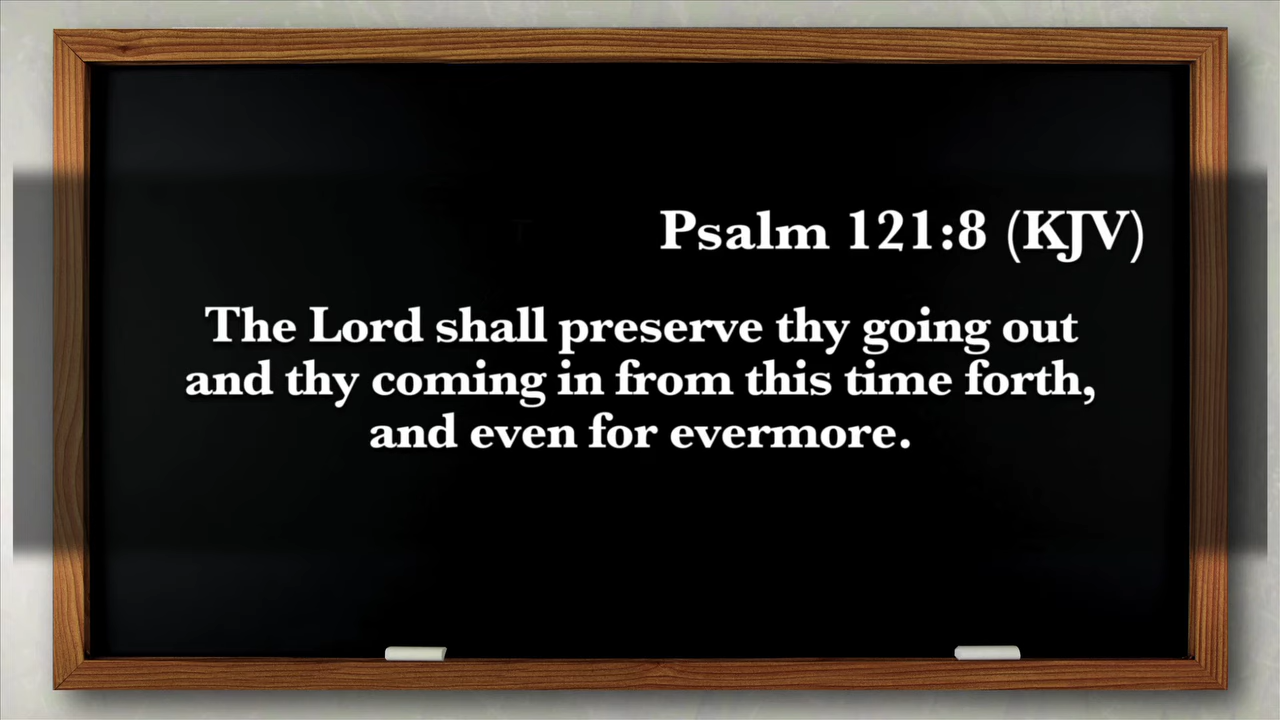 Psalm 121:8 (KJV)
The Lord shall preserve thy going out
and thy coming in from this time forth,
and even for evermore.